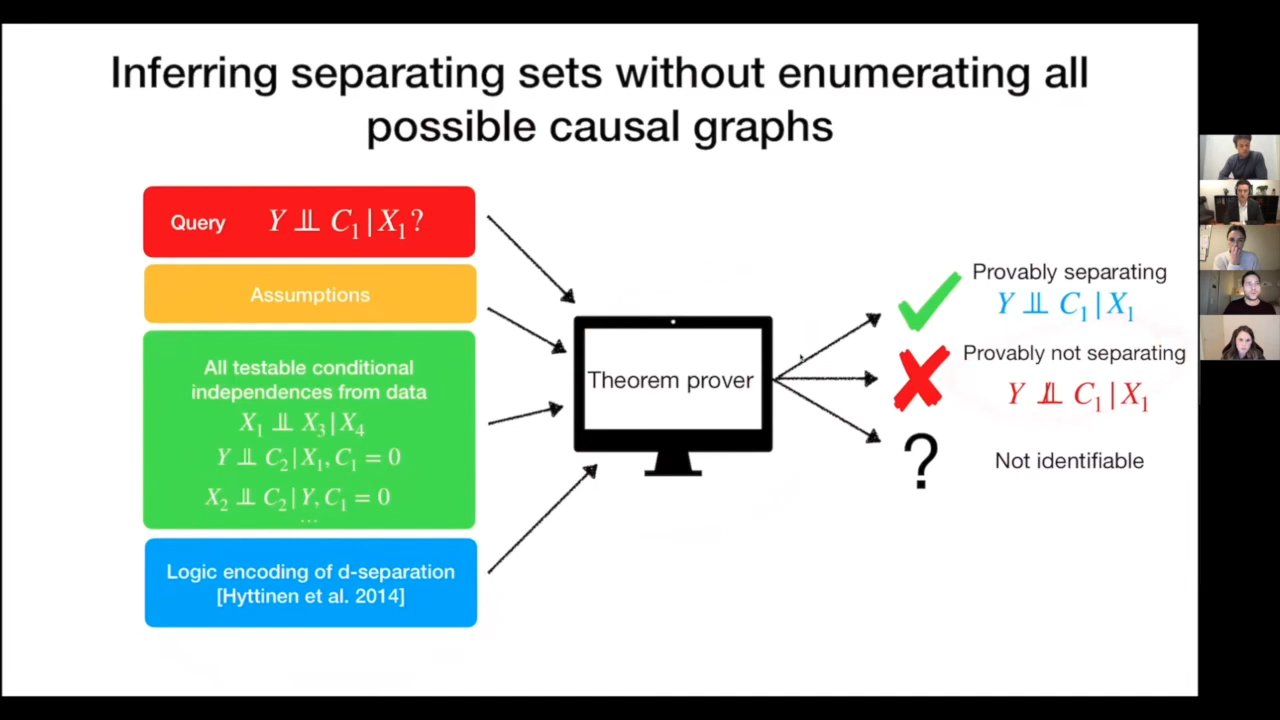 Inferring separating sets without enumerating all
possible causal graphs
Query Y ⫫ C₁ | X₁ ?
Assumptions
All testable conditional
independences from data
X₁ ⫫ X₃ | X₄
Y ⫫ C₂ | X₁, C₁ = 0
X₂ ⫫ C₂ | Y, C₁ = 0
...
Logic encoding of d-separation
[Hyttinen et al. 2014]
Theorem prover
Provably separating
Y ⫫ C₁ | X₁
Provably not separating
Y ⫫̸ C₁ | X₁
?
Not identifiable